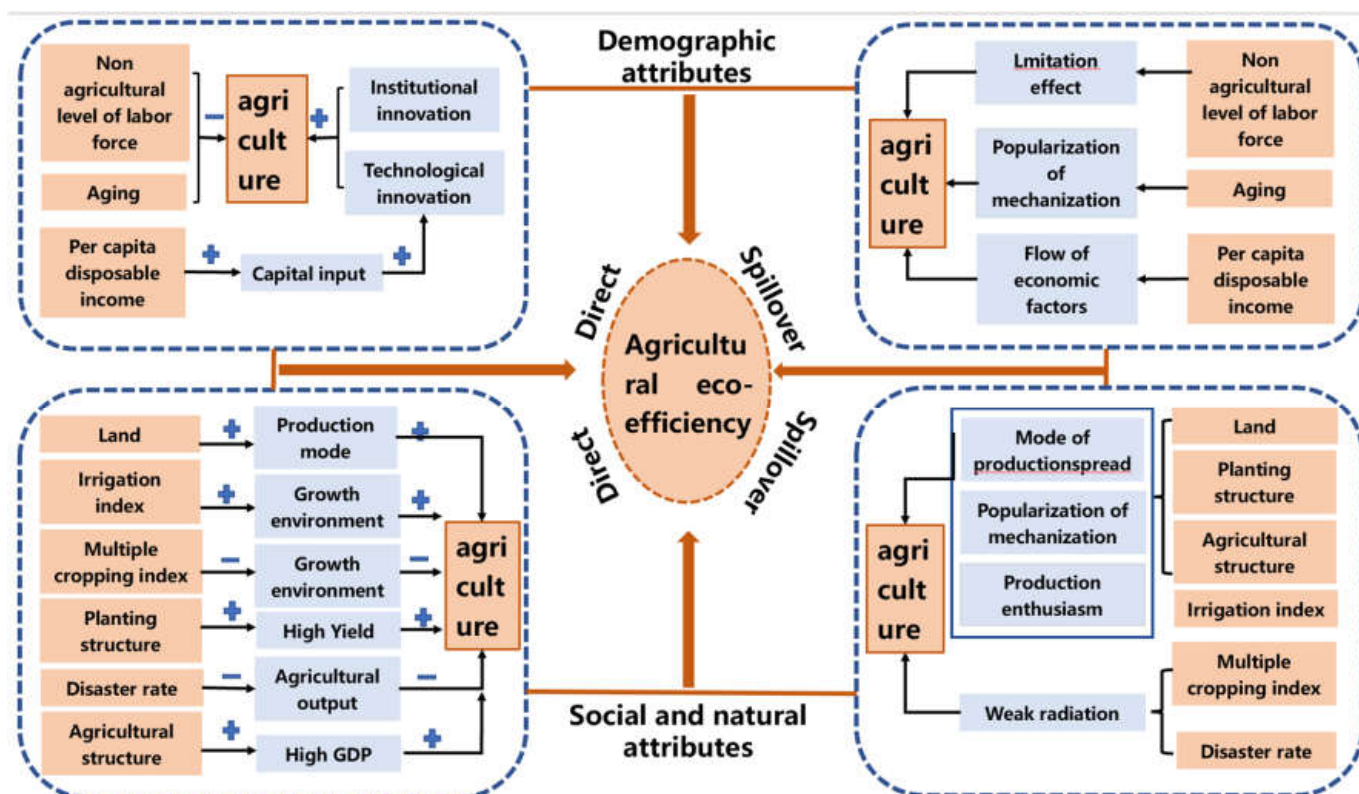 Demographic
attributes
Non
agricultural
level of labor
force
Aging
Per capita
disposable
income
−
agri
cult
ure
+
Institutional
innovation
Technological
innovation
+
Capital input
+
Lmitation
effect
Popularization
of
mechanization
Flow of
economic
factors
agri
cult
ure
Non
agricultural
level of labor
force
Aging
Per capita
disposable
income
Direct
Spillover
Agricultu
ral eco-
efficiency
Direct
Spillover
Land
+
Production
mode
+
Irrigation
index
+
Growth
environment
+
Multiple
cropping index
−
Growth
environment
−
Planting
structure
+
High Yield
+
Disaster rate
−
Agricultural
output
−
Agricultural
structure
+
High GDP
+
agri
cult
ure
Social and natural
attributes
agri
cult
ure
Mode of
productionspread
Popularization of
mechanization
Production
enthusiasm
Weak radiation
Land
Planting
structure
Agricultural
structure
Irrigation index
Multiple
cropping index
Disaster rate